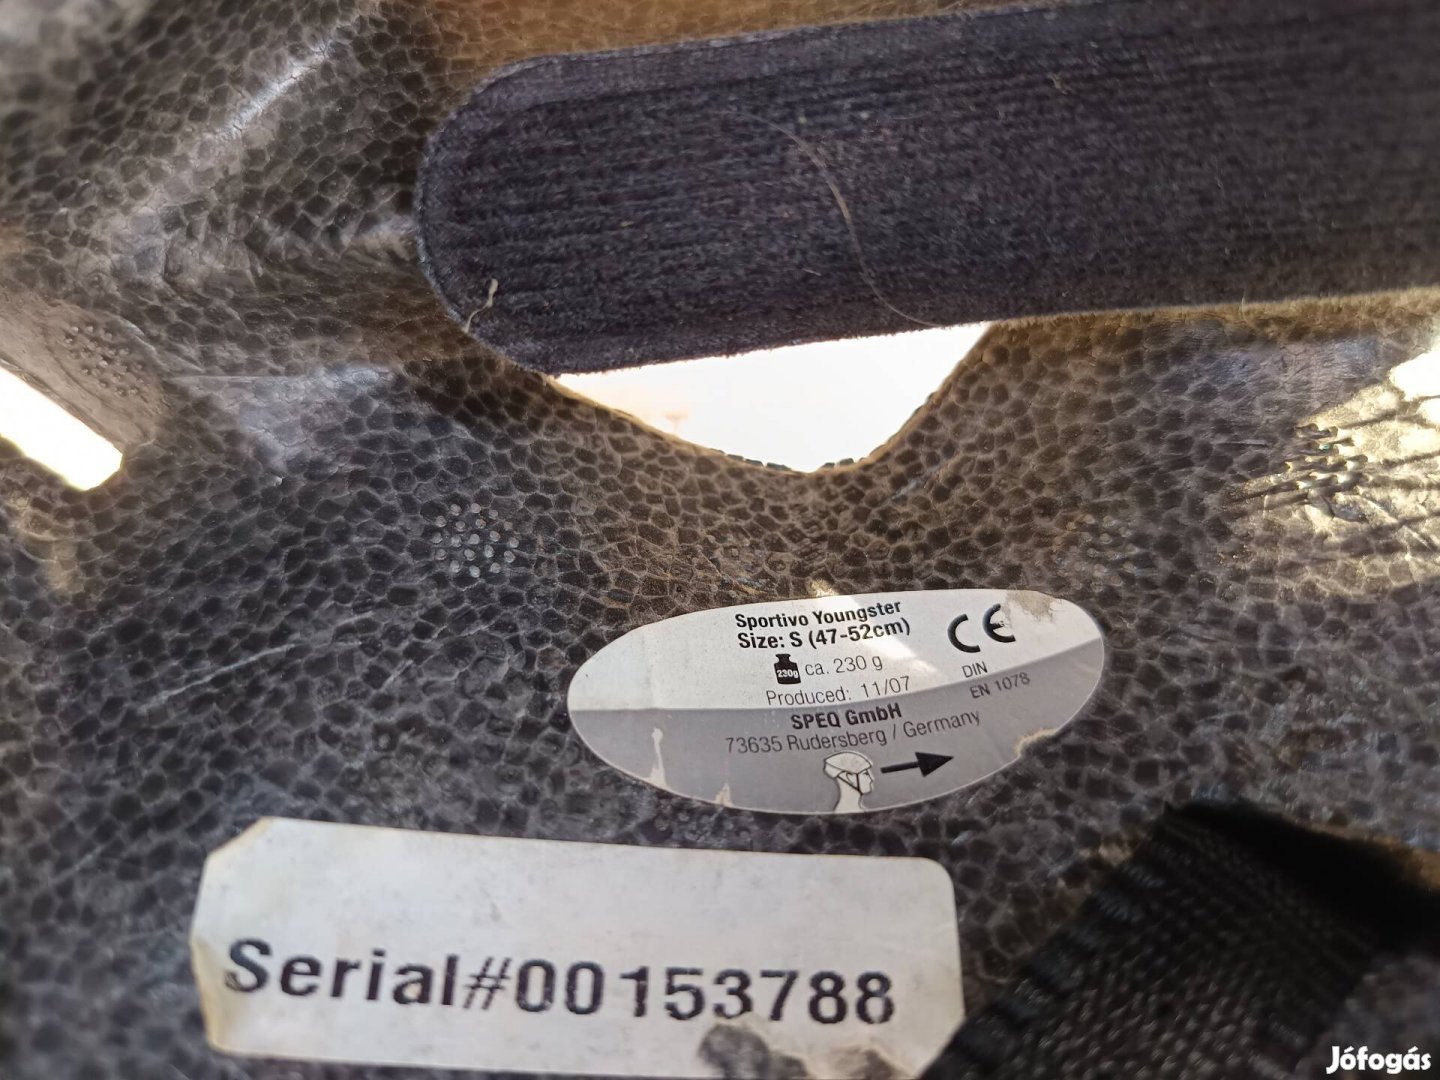 Sportivo Youngster
Size: S (47-52cm)
CE
230g
ca. 230 g
DIN
Produced: 11/07
EN 1078
SPEQ GmbH
73635 Rudersberg / Germany
Serial#00153788
Jófogás